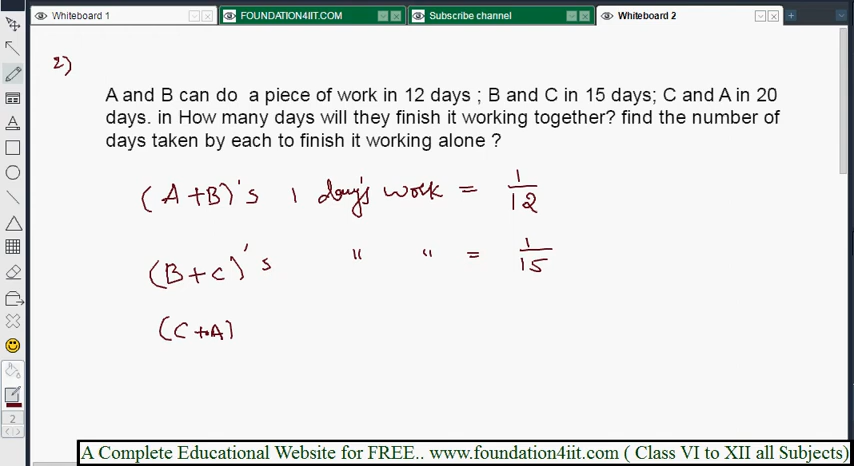 Whiteboard 1
FOUNDATION4IIT.COM
Subscribe channel
Whiteboard 2
2)
A and B can do a piece of work in 12 days ; B and C in 15 days; C and A in 20
days. in How many days will they finish it working together? find the number of
days taken by each to finish it working alone ?
(A+B)'s 1 day's work = 1/12
(B+C)'s " " = 1/15
(C+A)
2
A Complete Educational Website for FREE.. www.foundation4iit.com ( Class VI to XII all Subjects)